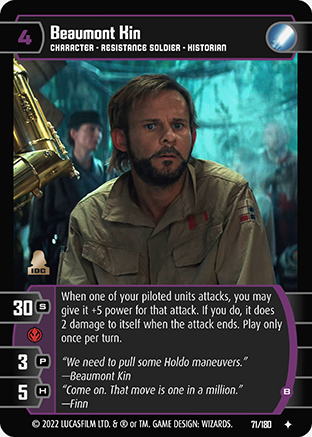 4
Beaumont Kin
CHARACTER - RESISTANCE SOLDIER - HISTORIAN
IDC
30 S
When one of your piloted units attacks, you may
give it +5 power for that attack. If you do, it does
2 damage to itself when the attack ends. Play only
once per turn.
3 P
“We need to pull some Holdo maneuvers.”
—Beaumont Kin
5 H
“Come on. That move is one in a million.”
—Finn
B
© 2022 LUCASFILM LTD. & ® or TM. GAME DESIGN: WIZARDS.
71/180